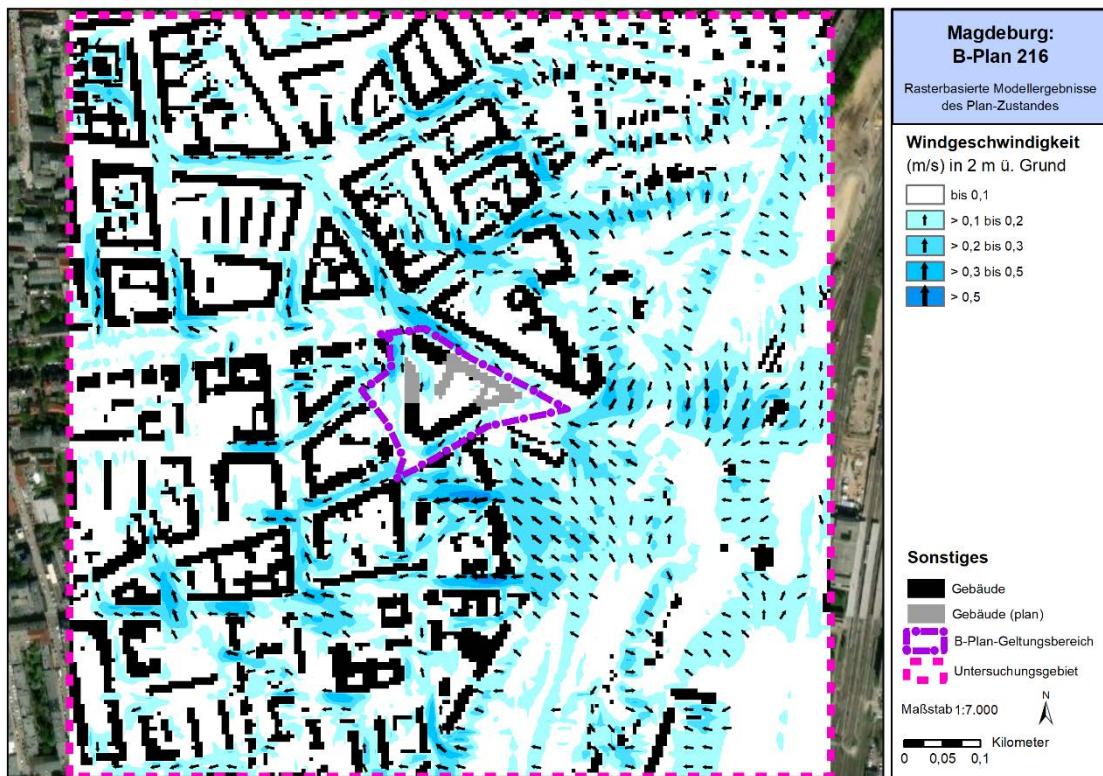 Magdeburg:
B-Plan 216
Rasterbasierte Modellergebnisse
des Plan-Zustandes
Windgeschwindigkeit
(m/s) in 2 m ü. Grund
bis 0,1
> 0,1 bis 0,2
> 0,2 bis 0,3
> 0,3 bis 0,5
> 0,5
Sonstiges
Gebäude
Gebäude (plan)
B-Plan-Geltungsbereich
Untersuchungsgebiet
Maßstab 1:7.000
N
Kilometer
0 0,05 0,1